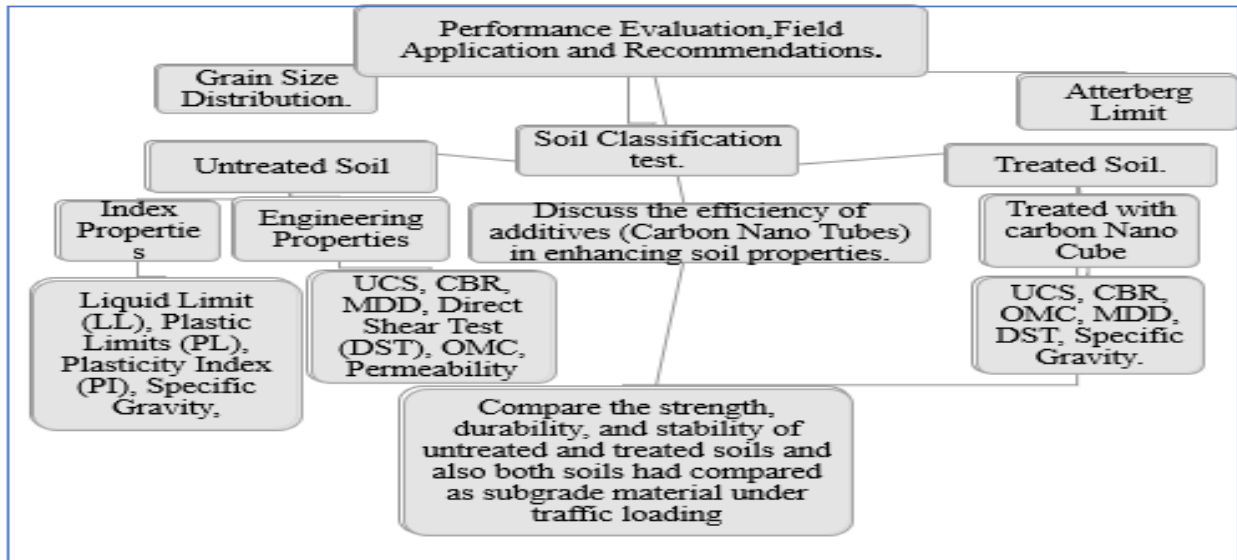 Performance Evaluation,Field
Application and Recommendations.
Grain Size
Distribution.
Atterberg
Limit
Soil Classification
test.
Untreated Soil
Treated Soil.
Index
Propertie
s
Engineering
Properties
Discuss the efficiency of
additives (Carbon Nano Tubes)
in enhancing soil properties.
Treated with
carbon Nano
Cube
Liquid Limit
(LL), Plastic
Limits (PL),
Plasticity Index
(PI), Specific
Gravity,
UCS, CBR,
MDD, Direct
Shear Test
(DST), OMC,
Permeability
UCS, CBR,
OMC, MDD,
DST, Specific
Gravity.
Compare the strength,
durability, and stability of
untreated and treated soils and
also both soils had compared
as subgrade material under
traffic loading